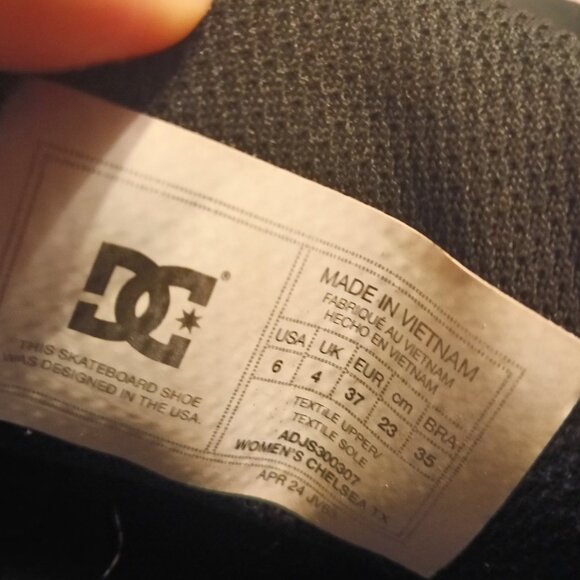 DC®
THIS SKATEBOARD SHOE
WAS DESIGNED IN THE USA.
MADE IN VIETNAM
FABRIQUÉ AU VIETNAM
HECHO EN VIETNAM
USA UK EUR cm BRA
6 4 37 23 35
TEXTILE UPPER/
TEXTILE SOLE
ADJS300307
WOMEN'S CHELSEA TX
APR 24